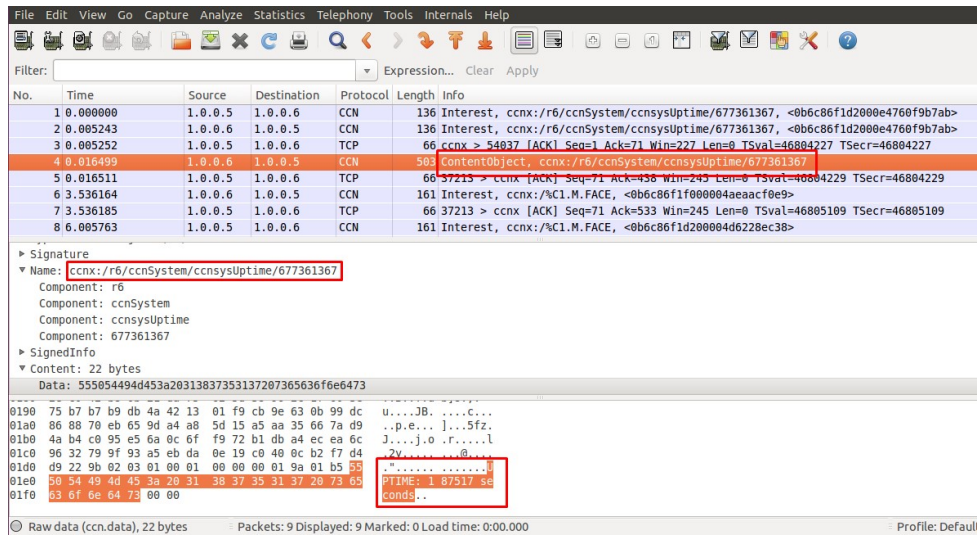 File Edit View Go Capture Analyze Statistics Telephony Tools Internals Help
Filter: Expression... Clear Apply
No. Time Source Destination Protocol Length Info
1 0.000000 1.0.0.5 1.0.0.6 CCN 136 Interest, ccnx:/r6/ccnSystem/ccnsysUptime/677361367, <0b6c86f1d2000e4760f9b7ab>
2 0.005243 1.0.0.5 1.0.0.6 CCN 136 Interest, ccnx:/r6/ccnSystem/ccnsysUptime/677361367, <0b6c86f1d2000e4760f9b7ab>
3 0.005252 1.0.0.6 1.0.0.5 TCP 66 ccnx > 54037 [ACK] Seq=1 Ack=71 Win=227 Len=0 TSval=46804227 TSecr=46804227
4 0.016499 1.0.0.6 1.0.0.5 CCN 503 ContentObject, ccnx:/r6/ccnSystem/ccnsysUptime/677361367
5 0.016511 1.0.0.5 1.0.0.6 TCP 66 37213 > ccnx [ACK] Seq=71 Ack=438 Win=245 Len=0 TSval=46804229 TSecr=46804229
6 3.536164 1.0.0.6 1.0.0.5 CCN 161 Interest, ccnx:/%C1.M.FACE, <0b6c86f1f000004aeaacf0e9>
7 3.536185 1.0.0.5 1.0.0.6 TCP 66 37213 > ccnx [ACK] Seq=71 Ack=533 Win=245 Len=0 TSval=46805109 TSecr=46805109
8 6.005763 1.0.0.5 1.0.0.6 CCN 161 Interest, ccnx:/%C1.M.FACE, <0b6c86f1d200004d6228ec38>
Signature
Name: ccnx:/r6/ccnSystem/ccnsysUptime/677361367
Component: r6
Component: ccnSystem
Component: ccnsysUptime
Component: 677361367
SignedInfo
Content: 22 bytes
Data: 555054494d453a20313837353137207365636f6e6473
0190 75 b7 b7 b9 db 4a 42 13 01 f9 cb 9e 63 0b 99 dc u....JB. ....c...
01a0 86 88 70 eb 65 9d a4 a8 5d 15 a5 aa 35 66 7a d9 ..p.e... ]...5fz.
01b0 4a b4 c0 95 e5 6a 0c 6f f9 72 b1 db a4 ec ea 6c J....j.o .r.....l
01c0 96 32 79 9f 93 a5 eb da 0e 19 c0 40 0c b2 f7 d4 .2y..... ...@....
01d0 d9 22 9b 02 03 01 00 01 00 00 00 01 9a 01 b5 55 ."...... .......U
01e0 50 54 49 4d 45 3a 20 31 38 37 35 31 37 20 73 65 PTIME: 1 87517 se
01f0 63 6f 6e 64 73 00 00 conds..
Raw data (ccn.data), 22 bytes Packets: 9 Displayed: 9 Marked: 0 Load time: 0:00.000 Profile: Default